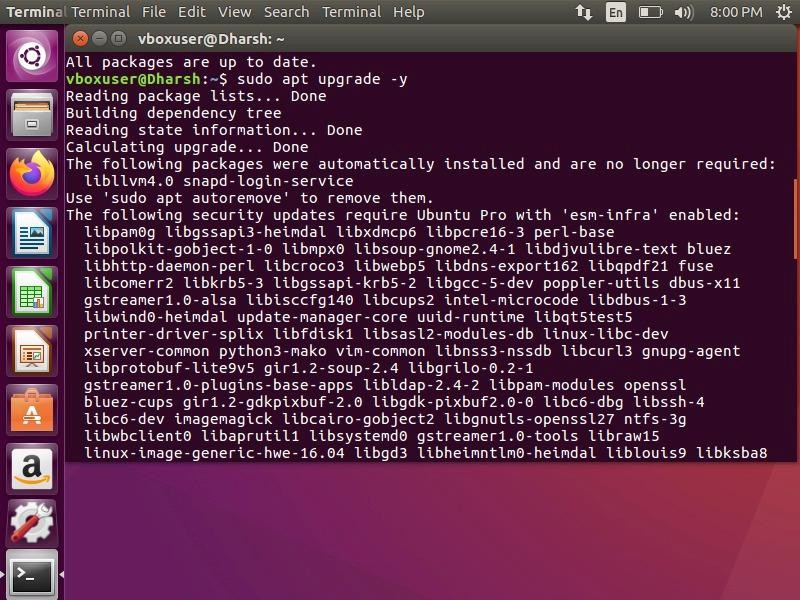 Terminal Terminal File Edit View Search Terminal Help En 8:00 PM
vboxuser@Dharsh: ~
All packages are up to date.
vboxuser@Dharsh:~$ sudo apt upgrade -y
Reading package lists... Done
Building dependency tree
Reading state information... Done
Calculating upgrade... Done
The following packages were automatically installed and are no longer required:
  libllvm4.0 snapd-login-service
Use 'sudo apt autoremove' to remove them.
The following security updates require Ubuntu Pro with 'esm-infra' enabled:
  libpam0g libgssapi3-heimdal libxdmcp6 libpcre16-3 perl-base
  libpolkit-gobject-1-0 libmpx0 libsoup-gnome2.4-1 libdjvulibre-text bluez
  libhttp-daemon-perl libcroco3 libwebp5 libdns-export162 libqpdf21 fuse
  libcomerr2 libkrb5-3 libgssapi-krb5-2 libgcc-5-dev poppler-utils dbus-x11
  gstreamer1.0-alsa libisccfg140 libcups2 intel-microcode libdbus-1-3
  libwind0-heimdal update-manager-core uuid-runtime libqt5test5
  printer-driver-splix libfdisk1 libsasl2-modules-db linux-libc-dev
  xserver-common python3-mako vim-common libnss3-nssdb libcurl3 gnupg-agent
  libprotobuf-lite9v5 gir1.2-soup-2.4 libgrilo-0.2-1
  gstreamer1.0-plugins-base-apps libldap-2.4-2 libpam-modules openssl
  bluez-cups gir1.2-gdkpixbuf-2.0 libgdk-pixbuf2.0-0 libc6-dbg libssh-4
  libc6-dev imagemagick libcairo-gobject2 libgnutls-openssl27 ntfs-3g
  libwbclient0 libaprutil1 libsystemd0 gstreamer1.0-tools libraw15
  linux-image-generic-hwe-16.04 libgd3 libheimntlm0-heimdal liblouis9 libksba8